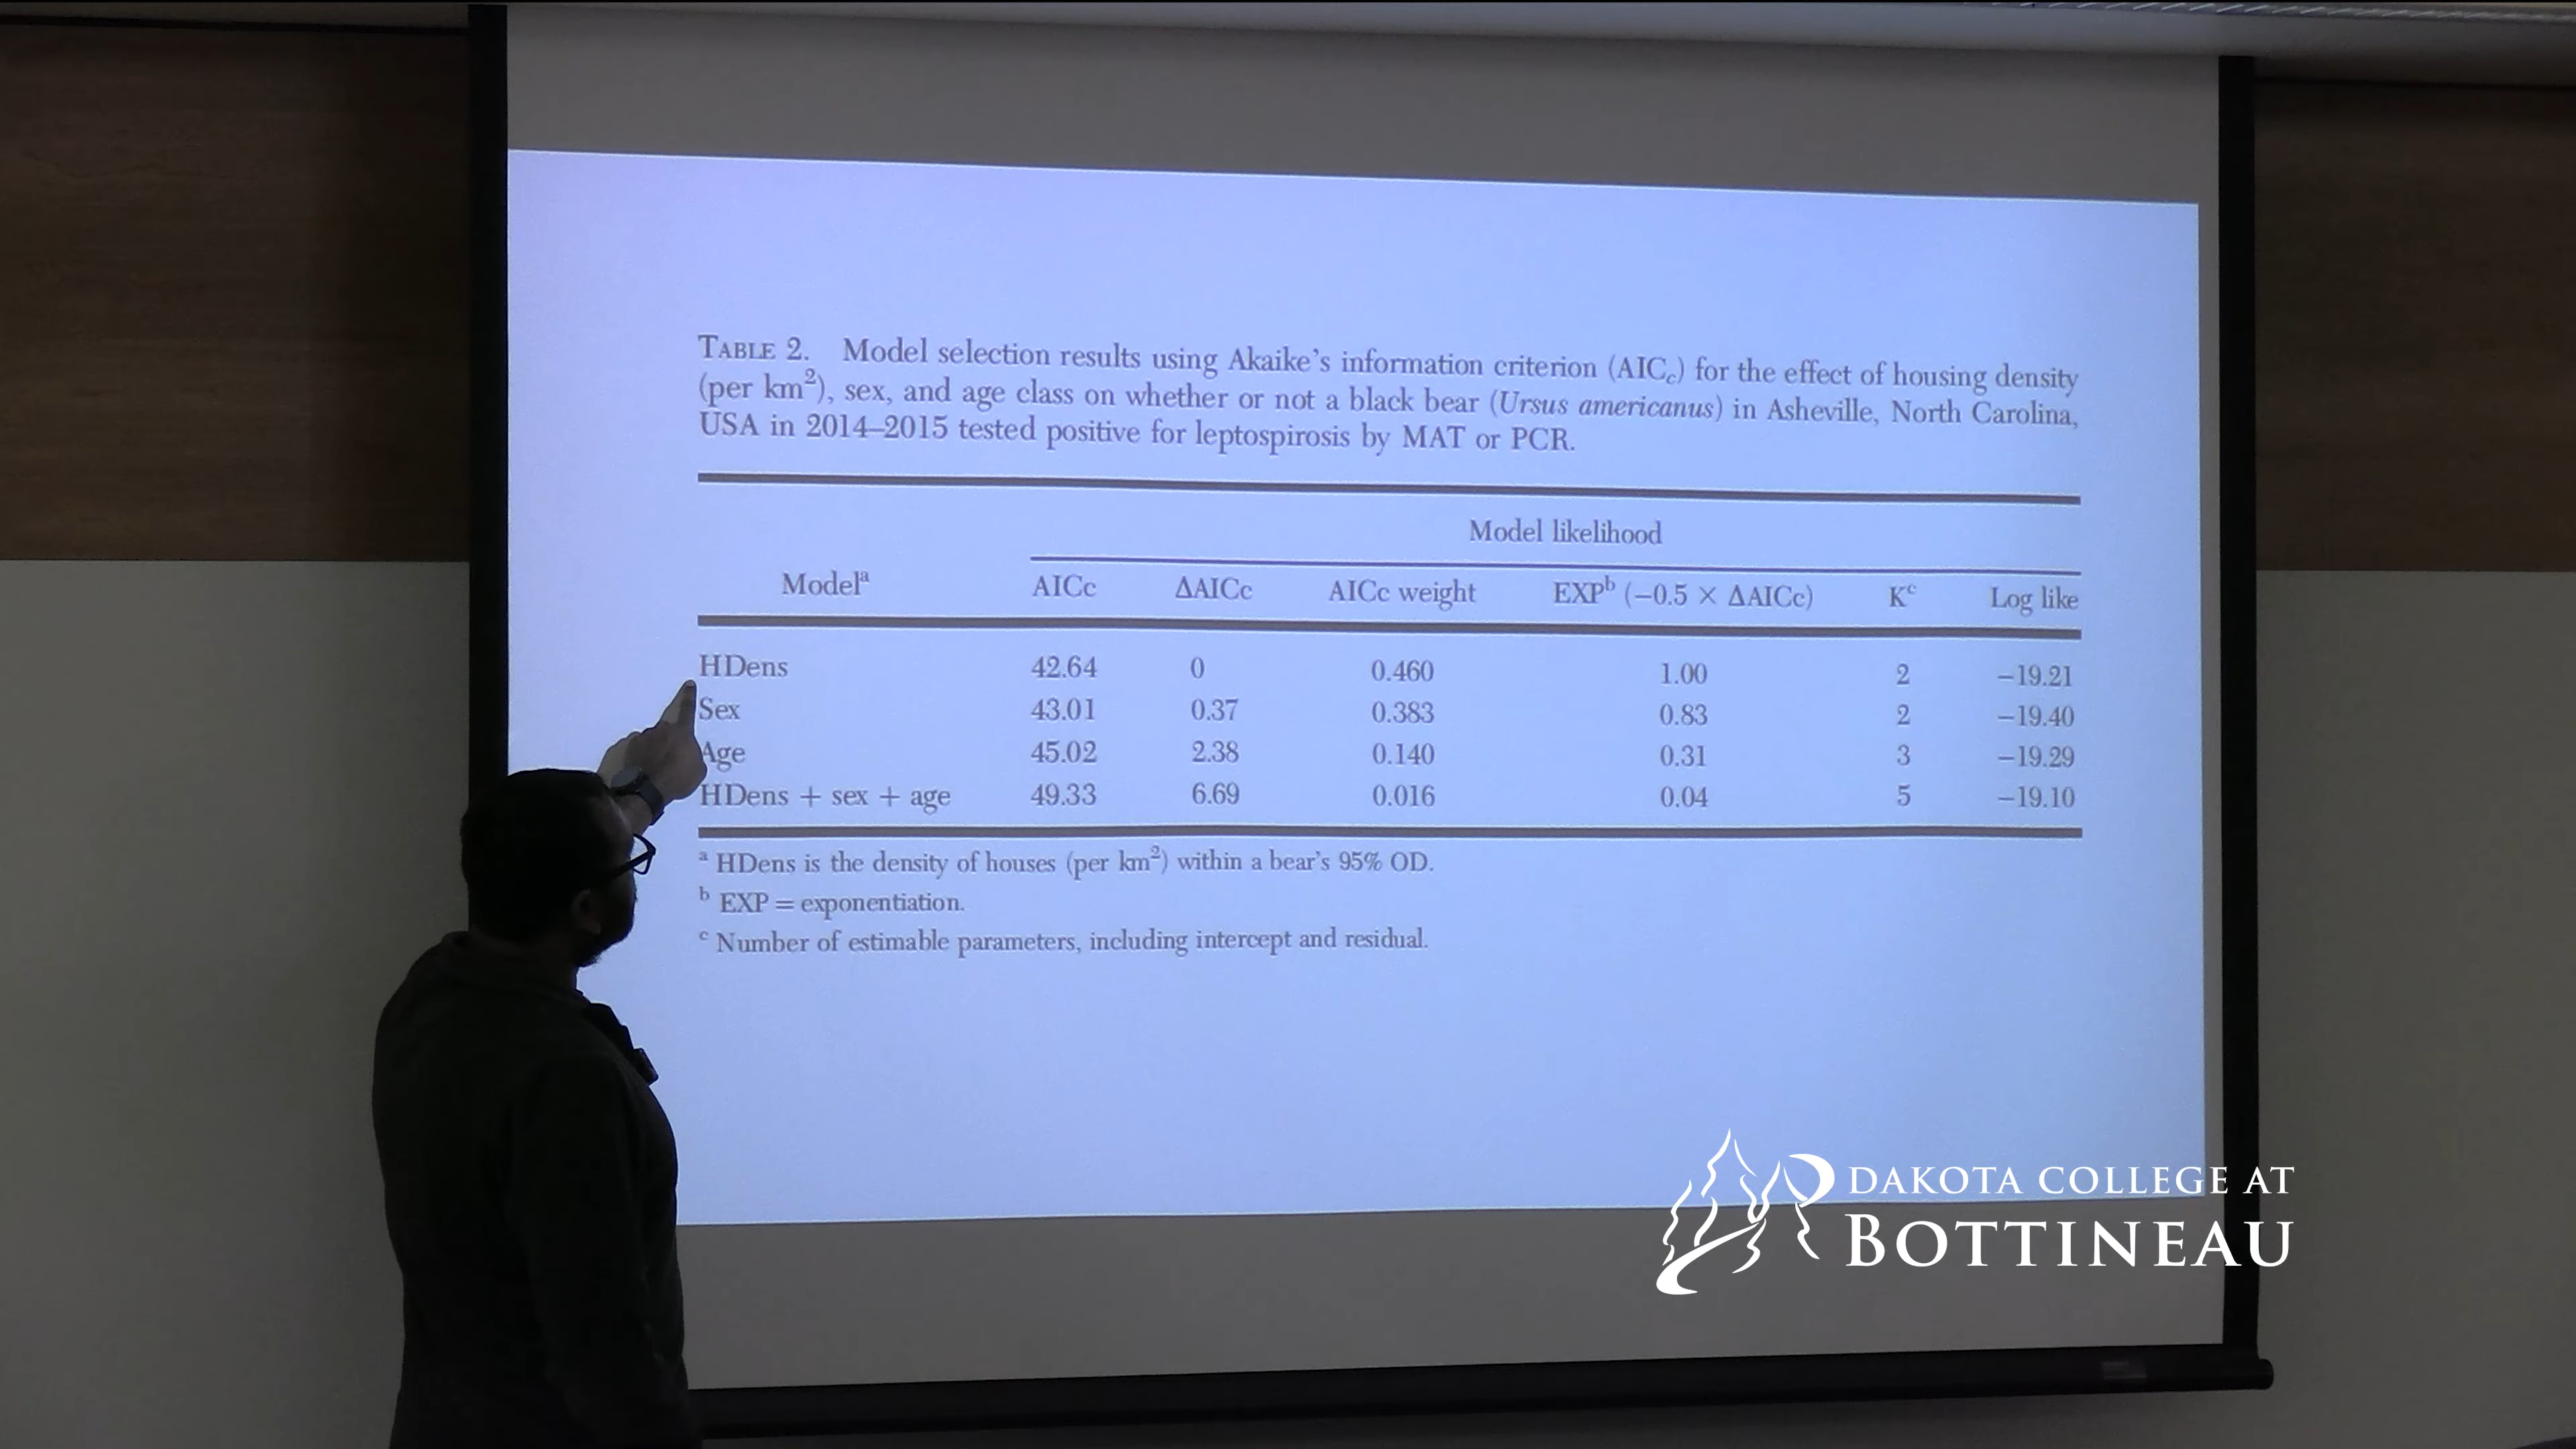 TABLE 2. Model selection results using Akaike's information criterion (AICc) for the effect of housing density
(per km²), sex, and age class on whether or not a black bear (Ursus americanus) in Asheville, North Carolina,
USA in 2014–2015 tested positive for leptospirosis by MAT or PCR.
Model likelihood
Modelᵃ AICc ΔAICc AICc weight EXPᵇ (−0.5 × ΔAICc) Kᶜ Log like
HDens 42.64 0 0.460 1.00 2 −19.21
Sex 43.01 0.37 0.383 0.83 2 −19.40
Age 45.02 2.38 0.140 0.31 3 −19.29
HDens + sex + age 49.33 6.69 0.016 0.04 5 −19.10
ᵃ HDens is the density of houses (per km²) within a bear's 95% OD.
ᵇ EXP = exponentiation.
ᶜ Number of estimable parameters, including intercept and residual.
DAKOTA COLLEGE AT
BOTTINEAU